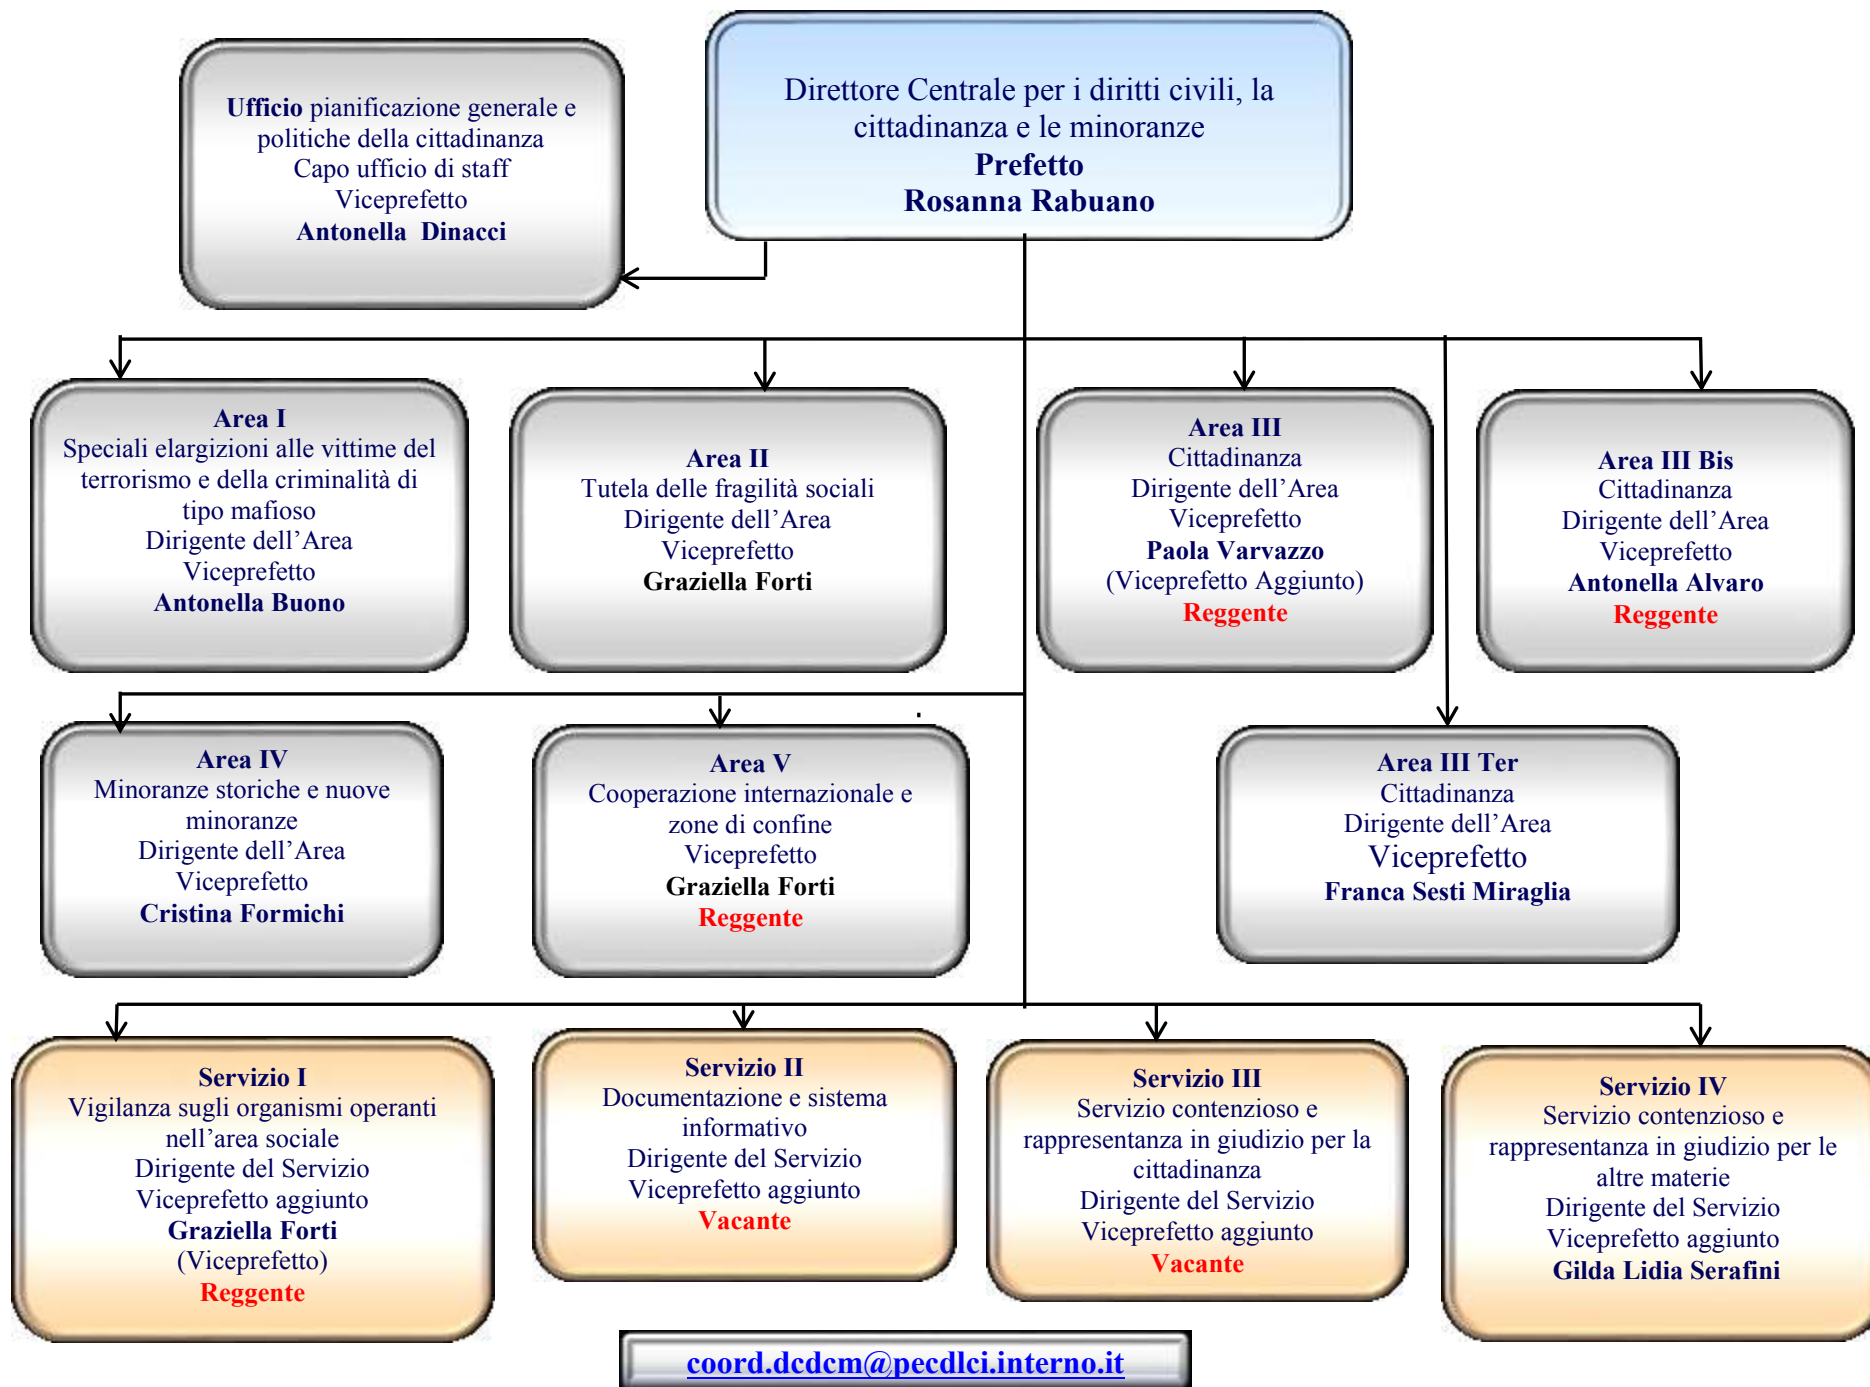 Ufficio pianificazione generale e
politiche della cittadinanza
Capo ufficio di staff
Viceprefetto
Antonella Dinacci
Direttore Centrale per i diritti civili, la
cittadinanza e le minoranze
Prefetto
Rosanna Rabuano
Area I
Speciali elargizioni alle vittime del
terrorismo e della criminalità di
tipo mafioso
Dirigente dell’Area
Viceprefetto
Antonella Buono
Area II
Tutela delle fragilità sociali
Dirigente dell’Area
Viceprefetto
Graziella Forti
Area III
Cittadinanza
Dirigente dell’Area
Viceprefetto
Paola Varvazzo
(Viceprefetto Aggiunto)
Reggente
Area III Bis
Cittadinanza
Dirigente dell’Area
Viceprefetto
Antonella Alvaro
Reggente
Area IV
Minoranze storiche e nuove
minoranze
Dirigente dell’Area
Viceprefetto
Cristina Formichi
Area V
Cooperazione internazionale e
zone di confine
Viceprefetto
Graziella Forti
Reggente
.
Area III Ter
Cittadinanza
Dirigente dell’Area
Viceprefetto
Franca Sesti Miraglia
Servizio I
Vigilanza sugli organismi operanti
nell’area sociale
Dirigente del Servizio
Viceprefetto aggiunto
Graziella Forti
(Viceprefetto)
Reggente
Servizio II
Documentazione e sistema
informativo
Dirigente del Servizio
Viceprefetto aggiunto
Vacante
Servizio III
Servizio contenzioso e
rappresentanza in giudizio per la
cittadinanza
Dirigente del Servizio
Viceprefetto aggiunto
Vacante
Servizio IV
Servizio contenzioso e
rappresentanza in giudizio per le
altre materie
Dirigente del Servizio
Viceprefetto aggiunto
Gilda Lidia Serafini
coord.dcdcm@pecdlci.interno.it